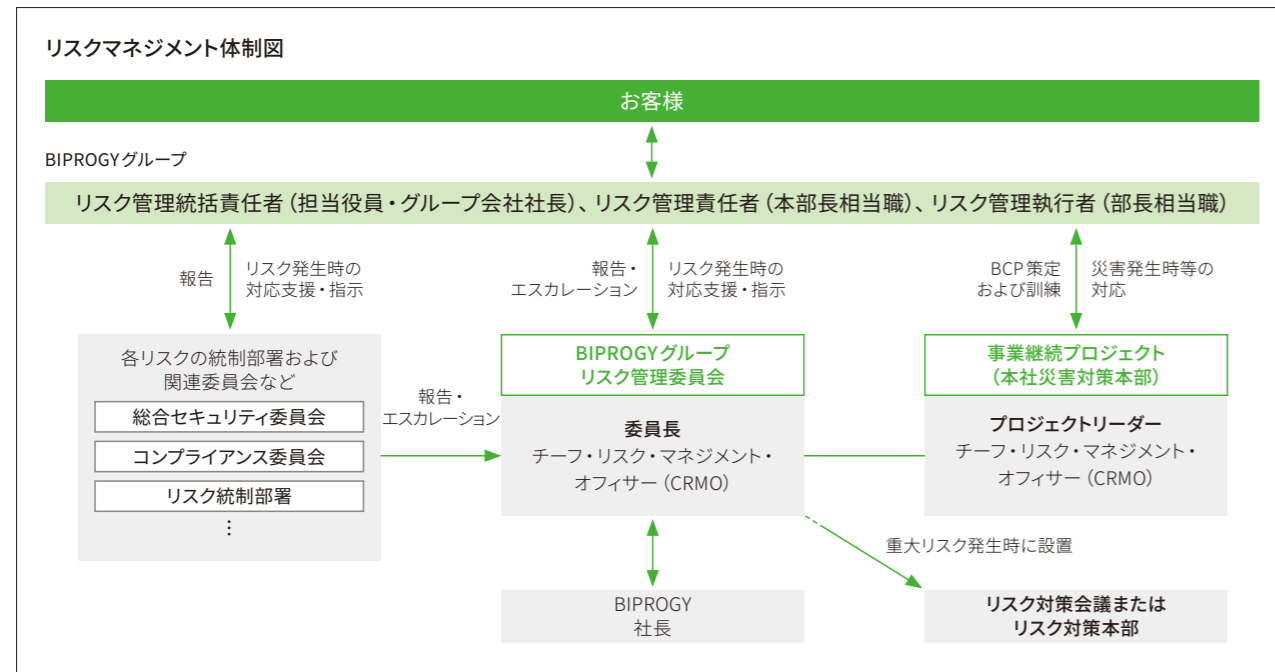 リスクマネジメント体制図
お客様
BIPROGYグループ
リスク管理統括責任者（担当役員・グループ会社社長）、リスク管理責任者（本部長相当職）、リスク管理執行者（部長相当職）
報告
リスク発生時の
対応支援・指示
報告・
エスカレーション
リスク発生時の
対応支援・指示
BCP策定
および訓練
災害発生時等の
対応
各リスクの統制部署および
関連委員会など
総合セキュリティ委員会
コンプライアンス委員会
リスク統制部署
⋮
報告・
エスカレーション
BIPROGYグループ
リスク管理委員会
委員長
チーフ・リスク・マネジメント・
オフィサー（CRMO）
事業継続プロジェクト
（本社災害対策本部）
プロジェクトリーダー
チーフ・リスク・マネジメント・
オフィサー（CRMO）
重大リスク発生時に設置
BIPROGY
社長
リスク対策会議または
リスク対策本部